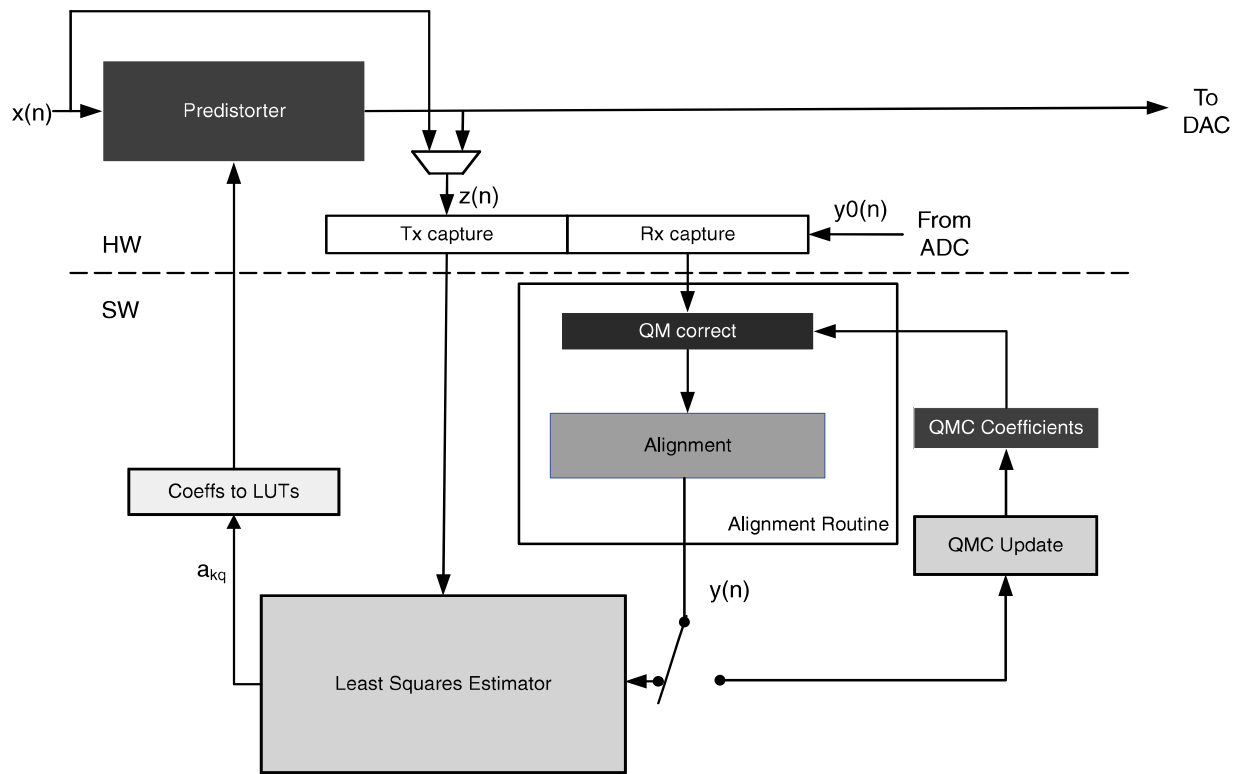 x(n)
Predistorter
To
DAC
z(n)
Tx capture
Rx capture
y0(n)
From
ADC
HW
SW
QM correct
Alignment
Alignment Routine
QMC Coefficients
QMC Update
Coeffs to LUTs
akq
y(n)
Least Squares Estimator